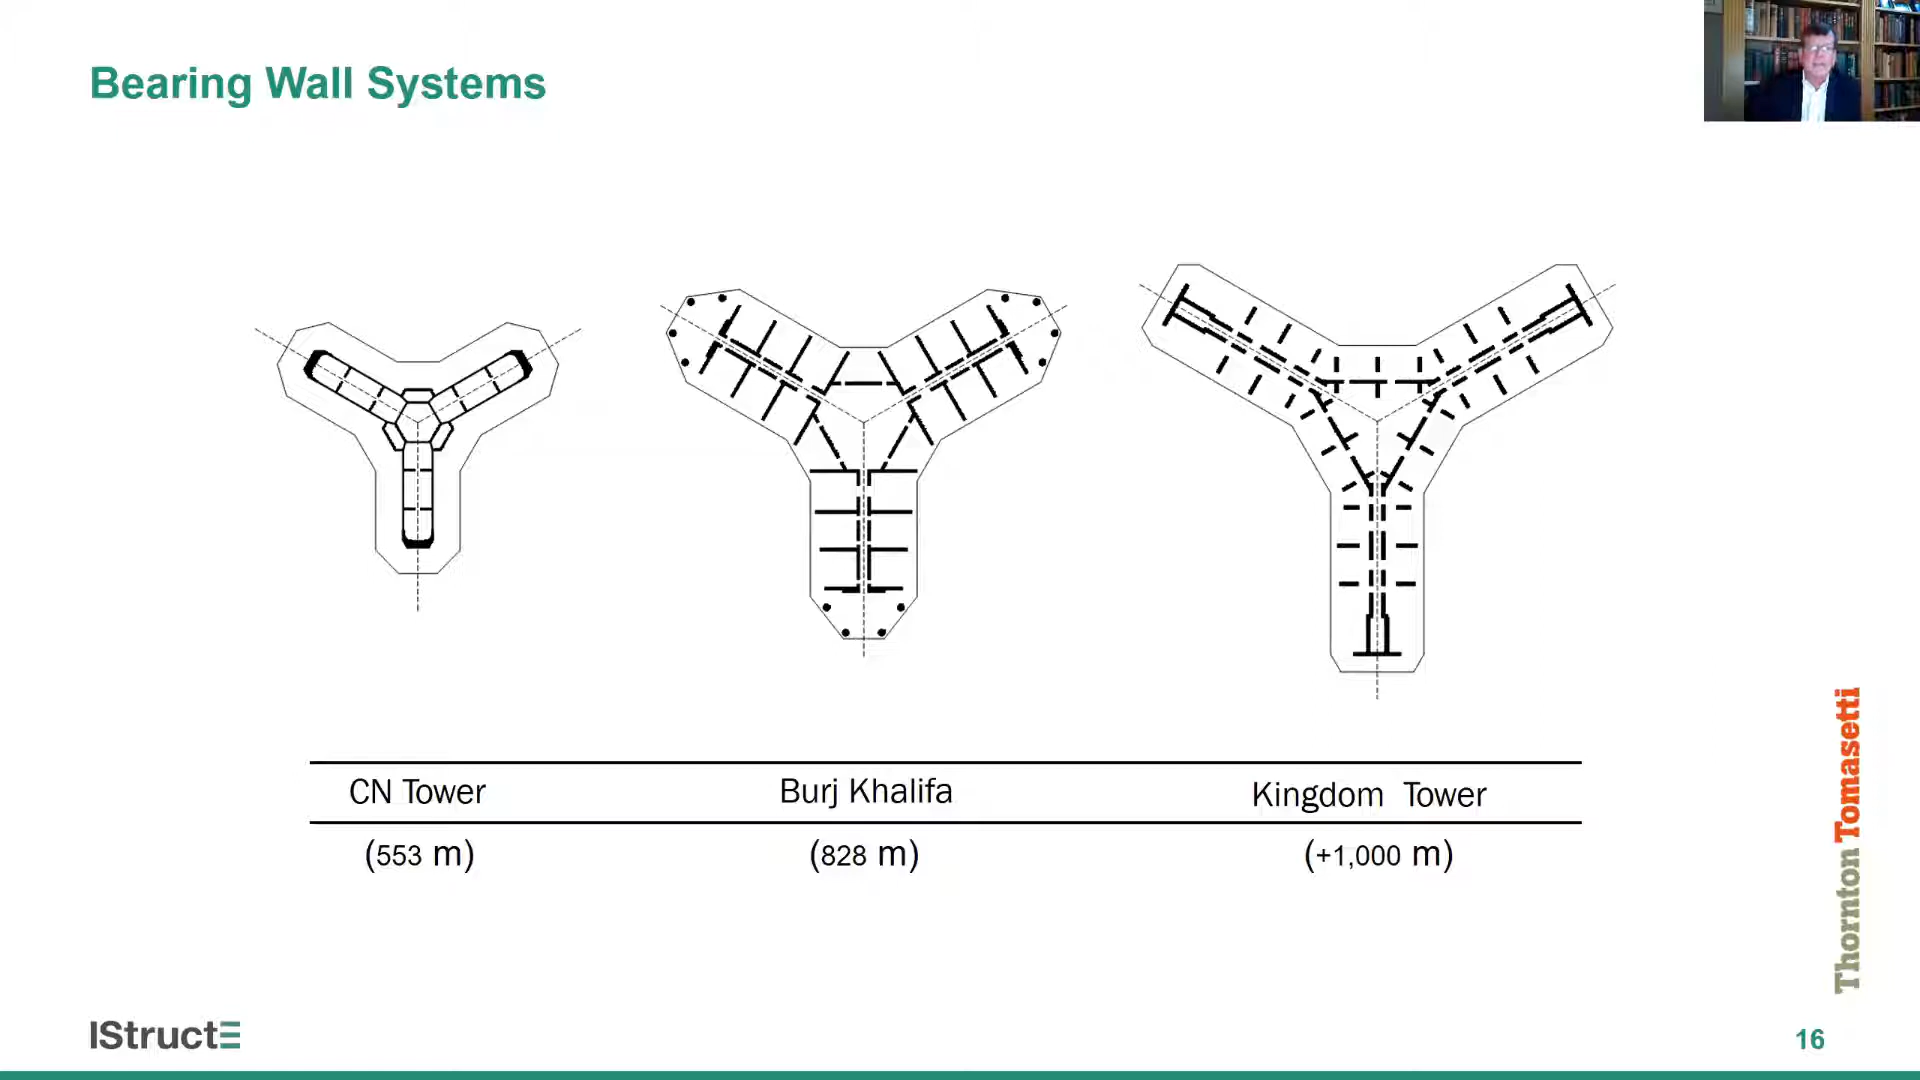 Bearing Wall Systems
CN Tower
Burj Khalifa
Kingdom Tower
(553 m)
(828 m)
(+1,000 m)
Thornton Tomasetti
IStructE
16